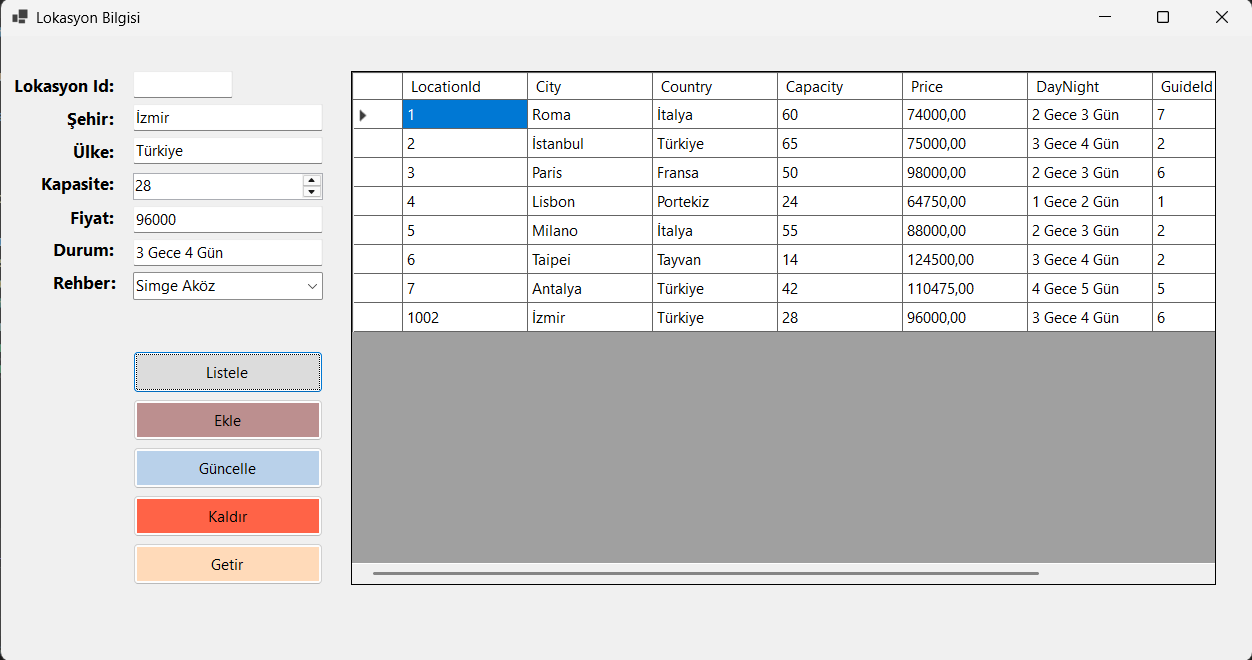 Lokasyon Bilgisi
Lokasyon Id:
Şehir: İzmir
Ülke: Türkiye
Kapasite: 28
Fiyat: 96000
Durum: 3 Gece 4 Gün
Rehber: Simge Aköz
Listele
Ekle
Güncelle
Kaldır
Getir
LocationId City Country Capacity Price DayNight GuideId
1 Roma İtalya 60 74000,00 2 Gece 3 Gün 7
2 İstanbul Türkiye 65 75000,00 3 Gece 4 Gün 2
3 Paris Fransa 50 98000,00 2 Gece 3 Gün 6
4 Lisbon Portekiz 24 64750,00 1 Gece 2 Gün 1
5 Milano İtalya 55 88000,00 2 Gece 3 Gün 2
6 Taipei Tayvan 14 124500,00 3 Gece 4 Gün 2
7 Antalya Türkiye 42 110475,00 4 Gece 5 Gün 5
1002 İzmir Türkiye 28 96000,00 3 Gece 4 Gün 6